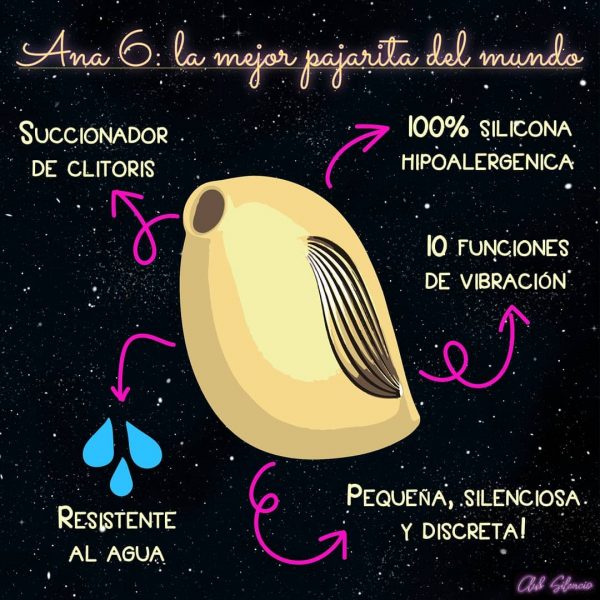 Ana 6: la mejor pajarita del mundo
SUCCIONADOR
DE CLITORIS
100% SILICONA
HIPOALERGENICA
10 FUNCIONES
DE VIBRACIÓN
RESISTENTE
AL AGUA
PEQUEÑA, SILENCIOSA
Y DISCRETA!
Club Silencio